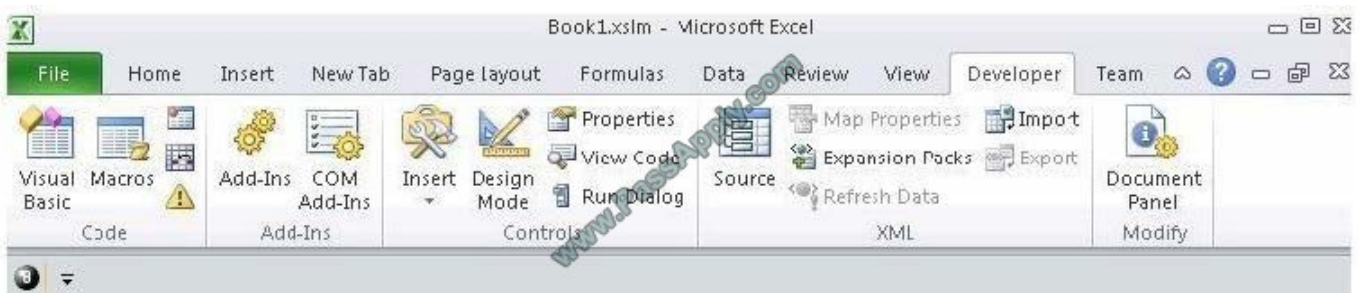 Book1.xslm - Microsoft Excel
File Home Insert New Tab Page Layout Formulas Data Review View Developer Team
Visual Basic
Macros
Code
Add-Ins
COM Add-Ins
Add-Ins
Insert
Design Mode
Properties
View Code
Run Dialog
Controls
Source
Map Properties
Expansion Packs
Refresh Data
Import
Export
XML
Document Panel
Modify
www.PassApply.com